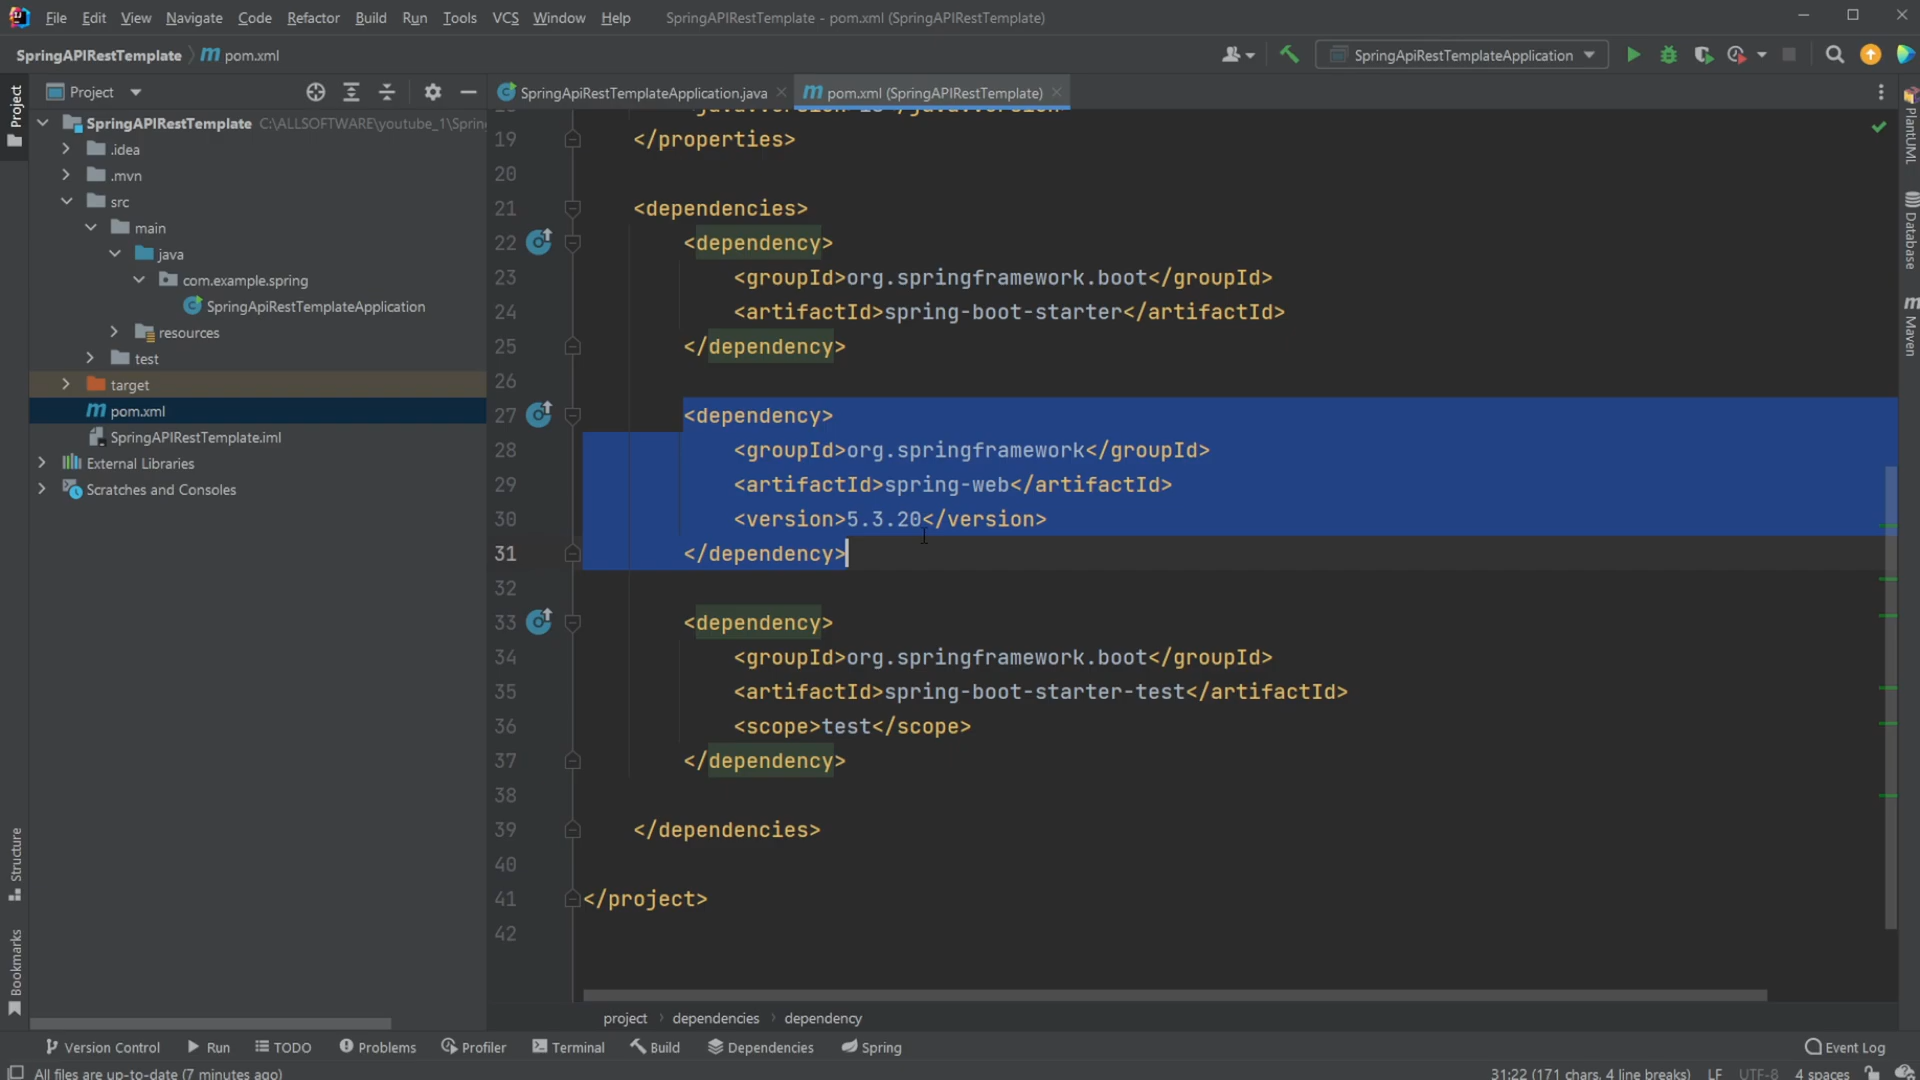 File Edit View Navigate Code Refactor Build Run Tools VCS Window Help SpringAPIRestTemplate - pom.xml (SpringAPIRestTemplate)
SpringAPIRestTemplate m pom.xml SpringApiRestTemplateApplication
Project SpringApiRestTemplateApplication.java m pom.xml (SpringAPIRestTemplate)
Project
SpringAPIRestTemplate C:\ALLSOFTWARE\youtube_1\Sprin
.idea
.mvn
src
main
java
com.example.spring
SpringApiRestTemplateApplication
resources
test
target
m pom.xml
SpringAPIRestTemplate.iml
External Libraries
Scratches and Consoles
Structure
Bookmarks
19 </properties>
20
21 <dependencies>
22 <dependency>
23 <groupId>org.springframework.boot</groupId>
24 <artifactId>spring-boot-starter</artifactId>
25 </dependency>
26
27 <dependency>
28 <groupId>org.springframework</groupId>
29 <artifactId>spring-web</artifactId>
30 <version>5.3.20</version>
31 </dependency>
32
33 <dependency>
34 <groupId>org.springframework.boot</groupId>
35 <artifactId>spring-boot-starter-test</artifactId>
36 <scope>test</scope>
37 </dependency>
38
39 </dependencies>
40
41 </project>
42
PlantUML
Database
m Maven
project dependencies dependency
Version Control Run TODO Problems Profiler Terminal Build Dependencies Spring Event Log
All files are up-to-date (7 minutes ago) 31:22 (171 chars, 4 line breaks) LF UTF-8 4 spaces